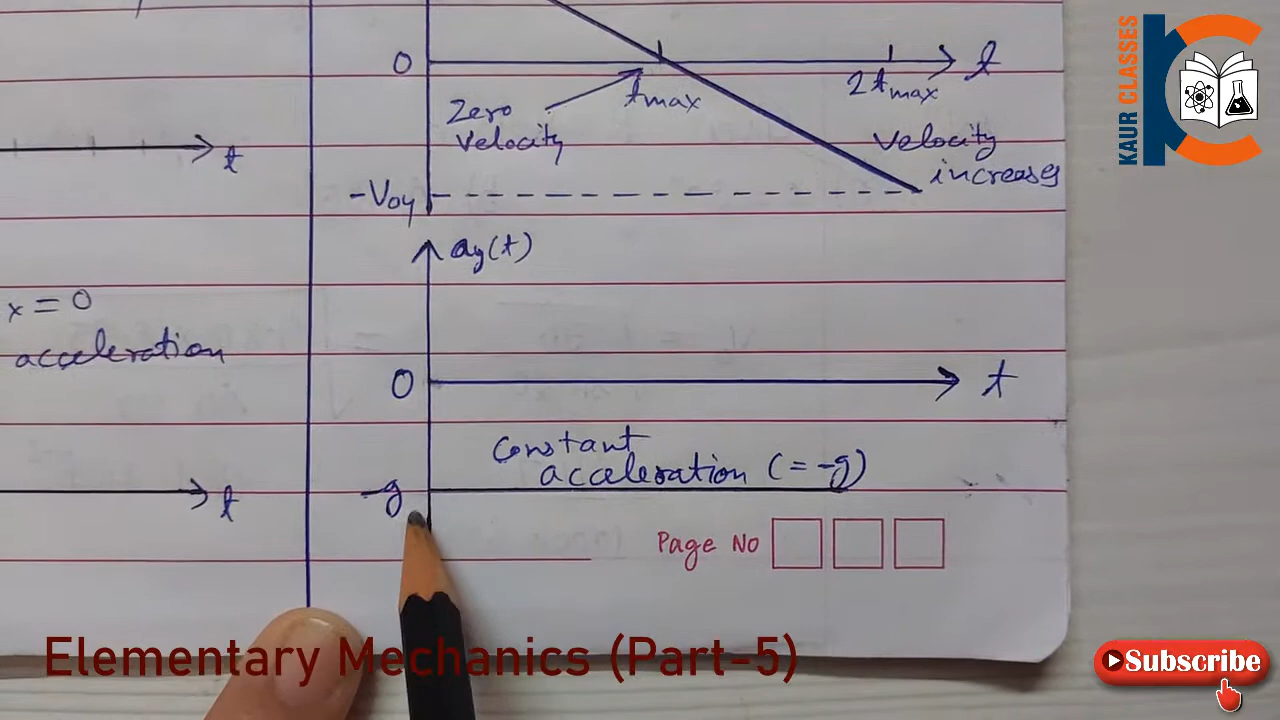 0
t
Zero
velocity
tmax
2tmax
velocity
increases
-Voy
t
ay(t)
x = 0
acceleration
0
t
constant
acceleration (= -g)
-g
t
Page No
KAUR CLASSES
Elementary Mechanics (Part-5)
Subscribe